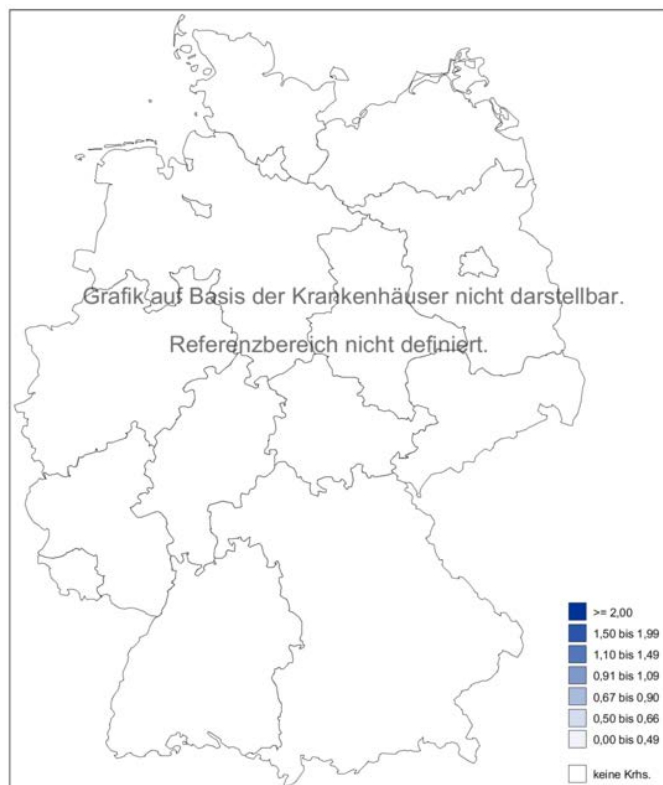 Grafik auf Basis der Krankenhäuser nicht darstellbar.
Referenzbereich nicht definiert.
>= 2,00
1,50 bis 1,99
1,10 bis 1,49
0,91 bis 1,09
0,67 bis 0,90
0,50 bis 0,66
0,00 bis 0,49
keine Krhs.